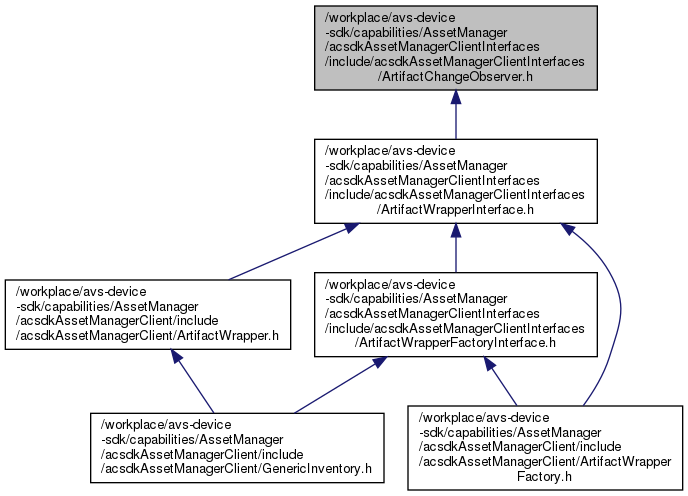 /workplace/avs-device
-sdk/capabilities/AssetManager
/acsdkAssetManagerClientInterfaces
/include/acsdkAssetManagerClientInterfaces
/ArtifactChangeObserver.h
/workplace/avs-device
-sdk/capabilities/AssetManager
/acsdkAssetManagerClientInterfaces
/include/acsdkAssetManagerClientInterfaces
/ArtifactWrapperInterface.h
/workplace/avs-device
-sdk/capabilities/AssetManager
/acsdkAssetManagerClient/include
/acsdkAssetManagerClient/ArtifactWrapper.h
/workplace/avs-device
-sdk/capabilities/AssetManager
/acsdkAssetManagerClientInterfaces
/include/acsdkAssetManagerClientInterfaces
/ArtifactWrapperFactoryInterface.h
/workplace/avs-device
-sdk/capabilities/AssetManager
/acsdkAssetManagerClient/include
/acsdkAssetManagerClient/GenericInventory.h
/workplace/avs-device
-sdk/capabilities/AssetManager
/acsdkAssetManagerClient/include
/acsdkAssetManagerClient/ArtifactWrapper
Factory.h